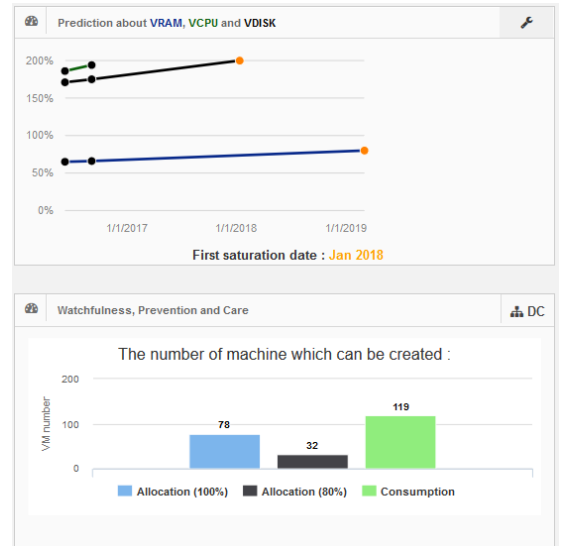 Prediction about VRAM, VCPU and VDISK
200%
150%
100%
50%
0%
1/1/2017 1/1/2018 1/1/2019
First saturation date : Jan 2018
Watchfulness, Prevention and Care
DC
The number of machine which can be created :
200
100
0
VM number
78
32
119
Allocation (100%) Allocation (80%) Consumption